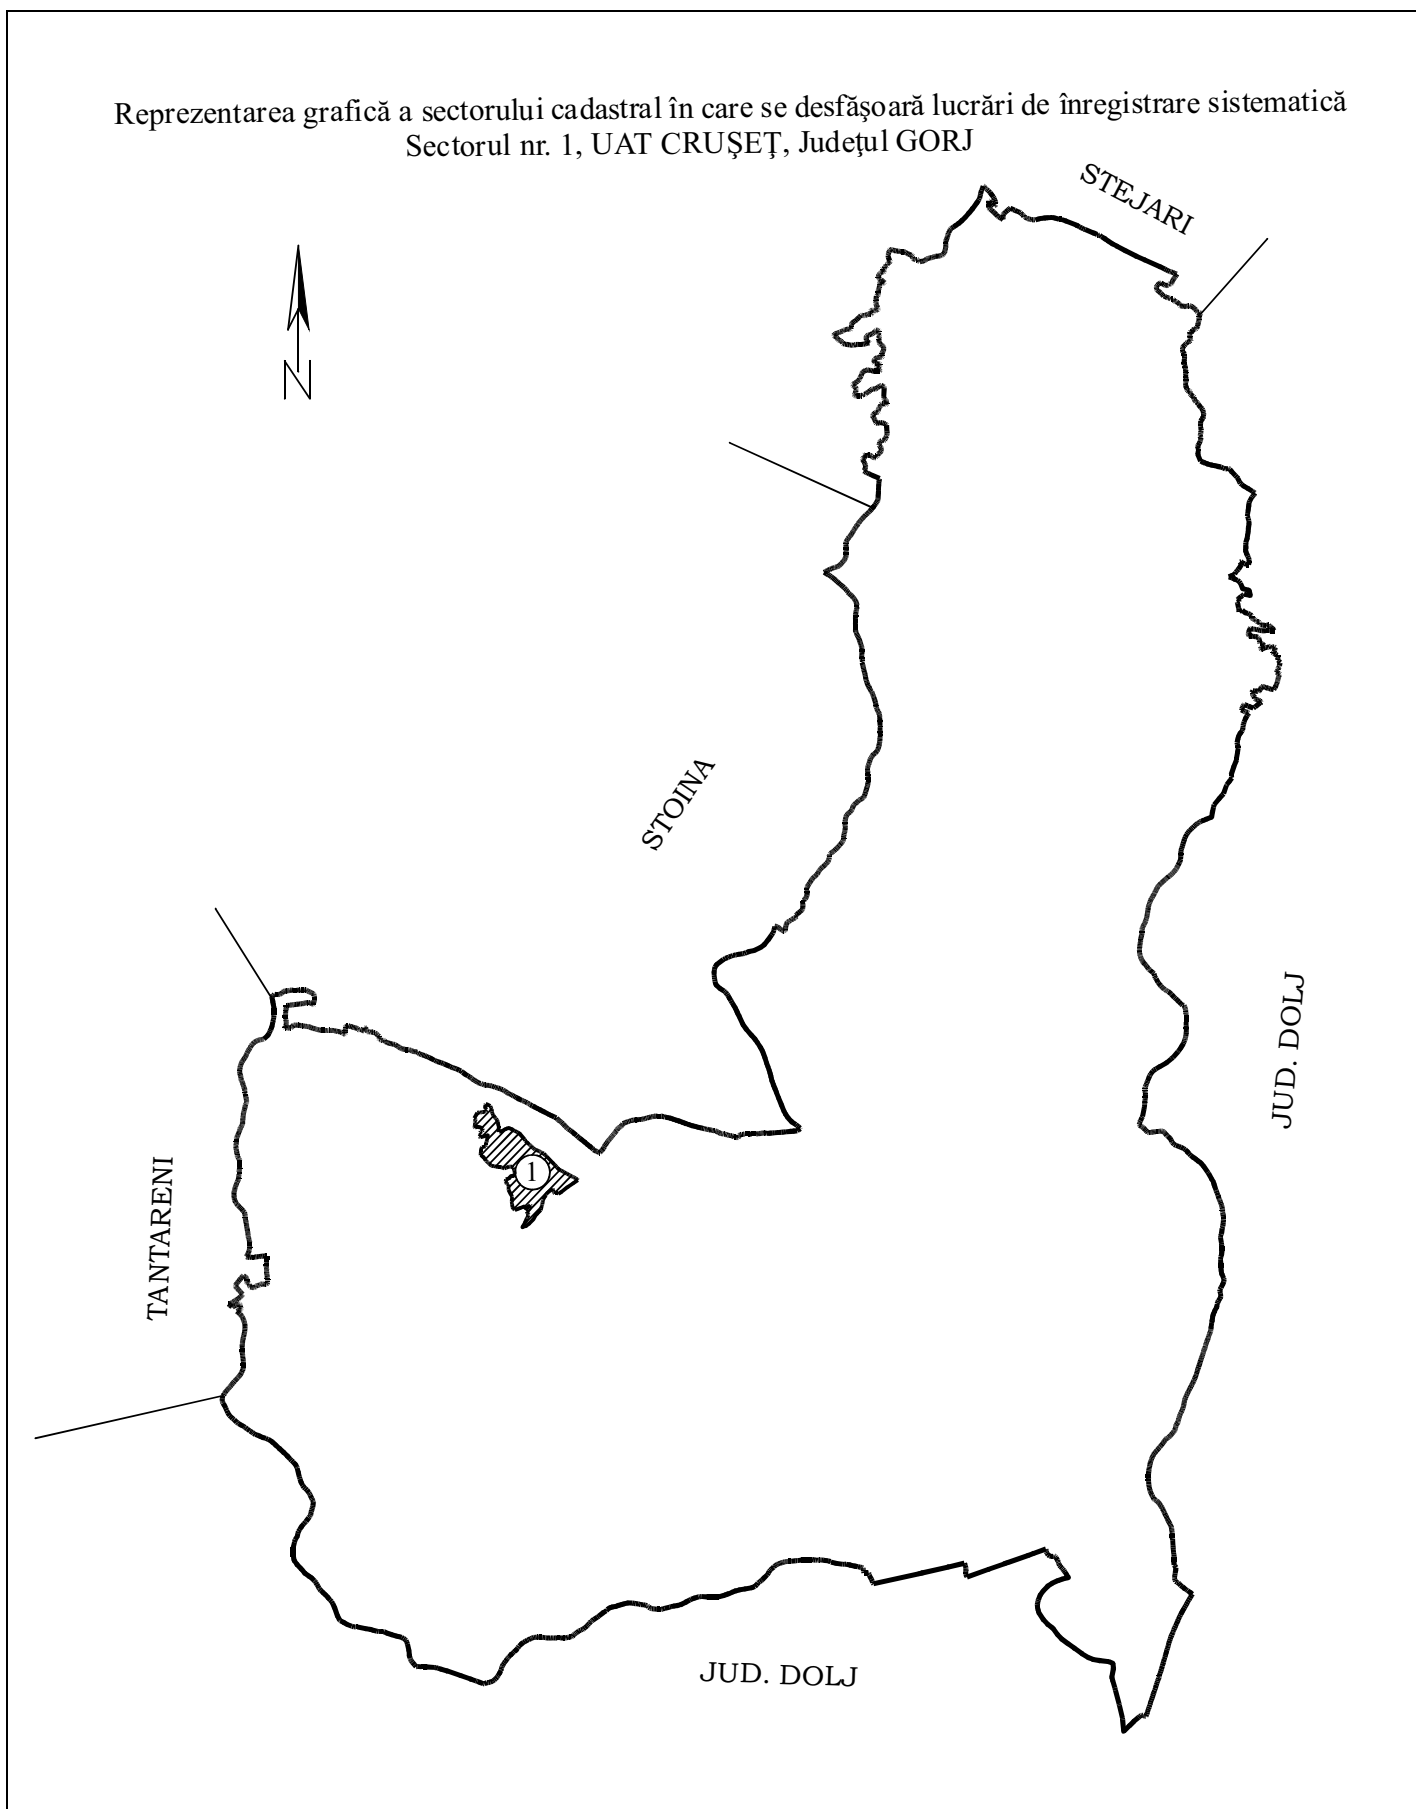 Reprezentarea grafică a sectorului cadastral în care se desfăşoară lucrări de înregistrare sistematică
Sectorul nr. 1, UAT CRUŞEŢ, Judeţul GORJ
STEJARI
N
STOINA
JUD. DOLJ
1
TANTARENI
JUD. DOLJ